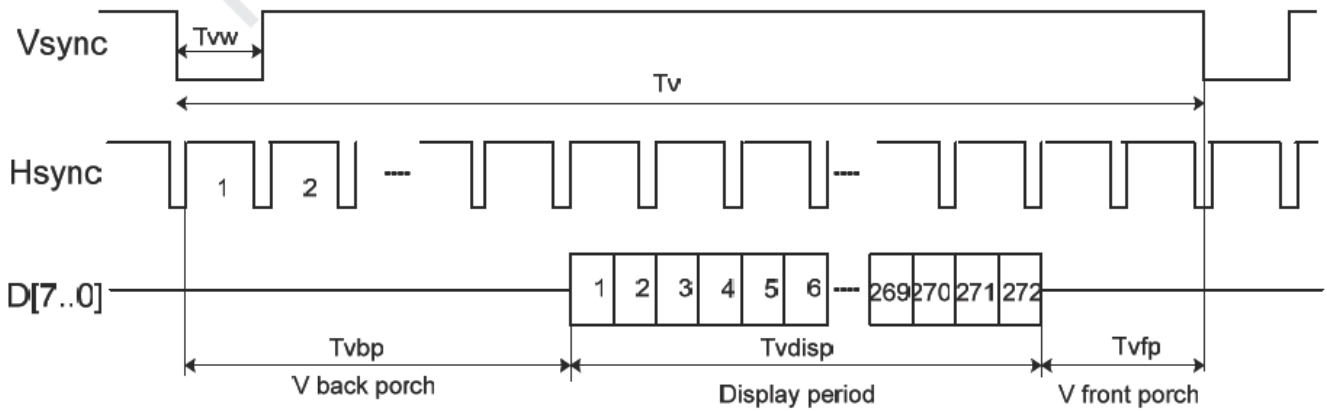 Vsync
Tvw
Tv
Hsync
1 2 ---- ----
D[7..0]
1 2 3 4 5 6 ---- 269 270 271 272
Tvbp Tvdisp Tvfp
V back porch Display period V front porch